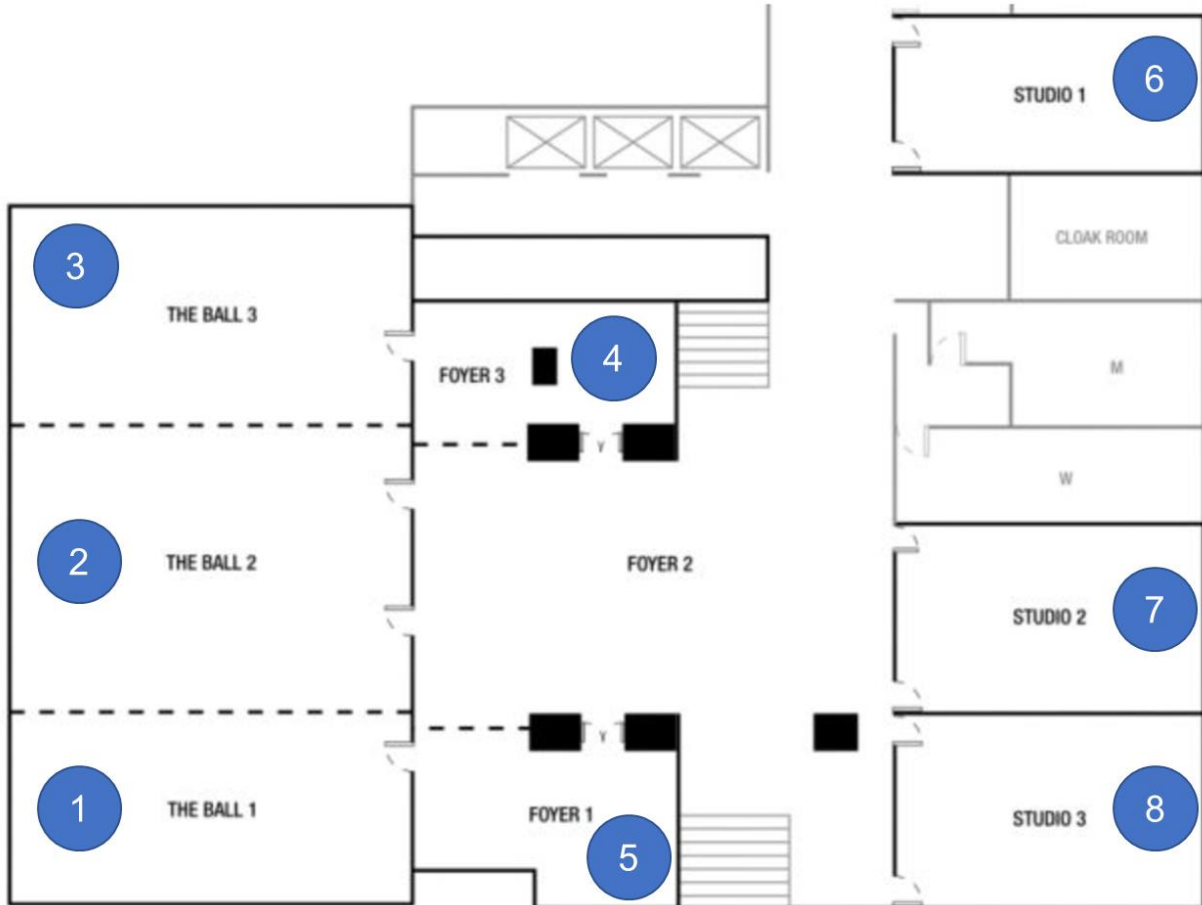 6
STUDIO 1
CLOAK ROOM
3
THE BALL 3
4
FOYER 3
M
W
2
THE BALL 2
FOYER 2
7
STUDIO 2
1
THE BALL 1
FOYER 1
5
8
STUDIO 3